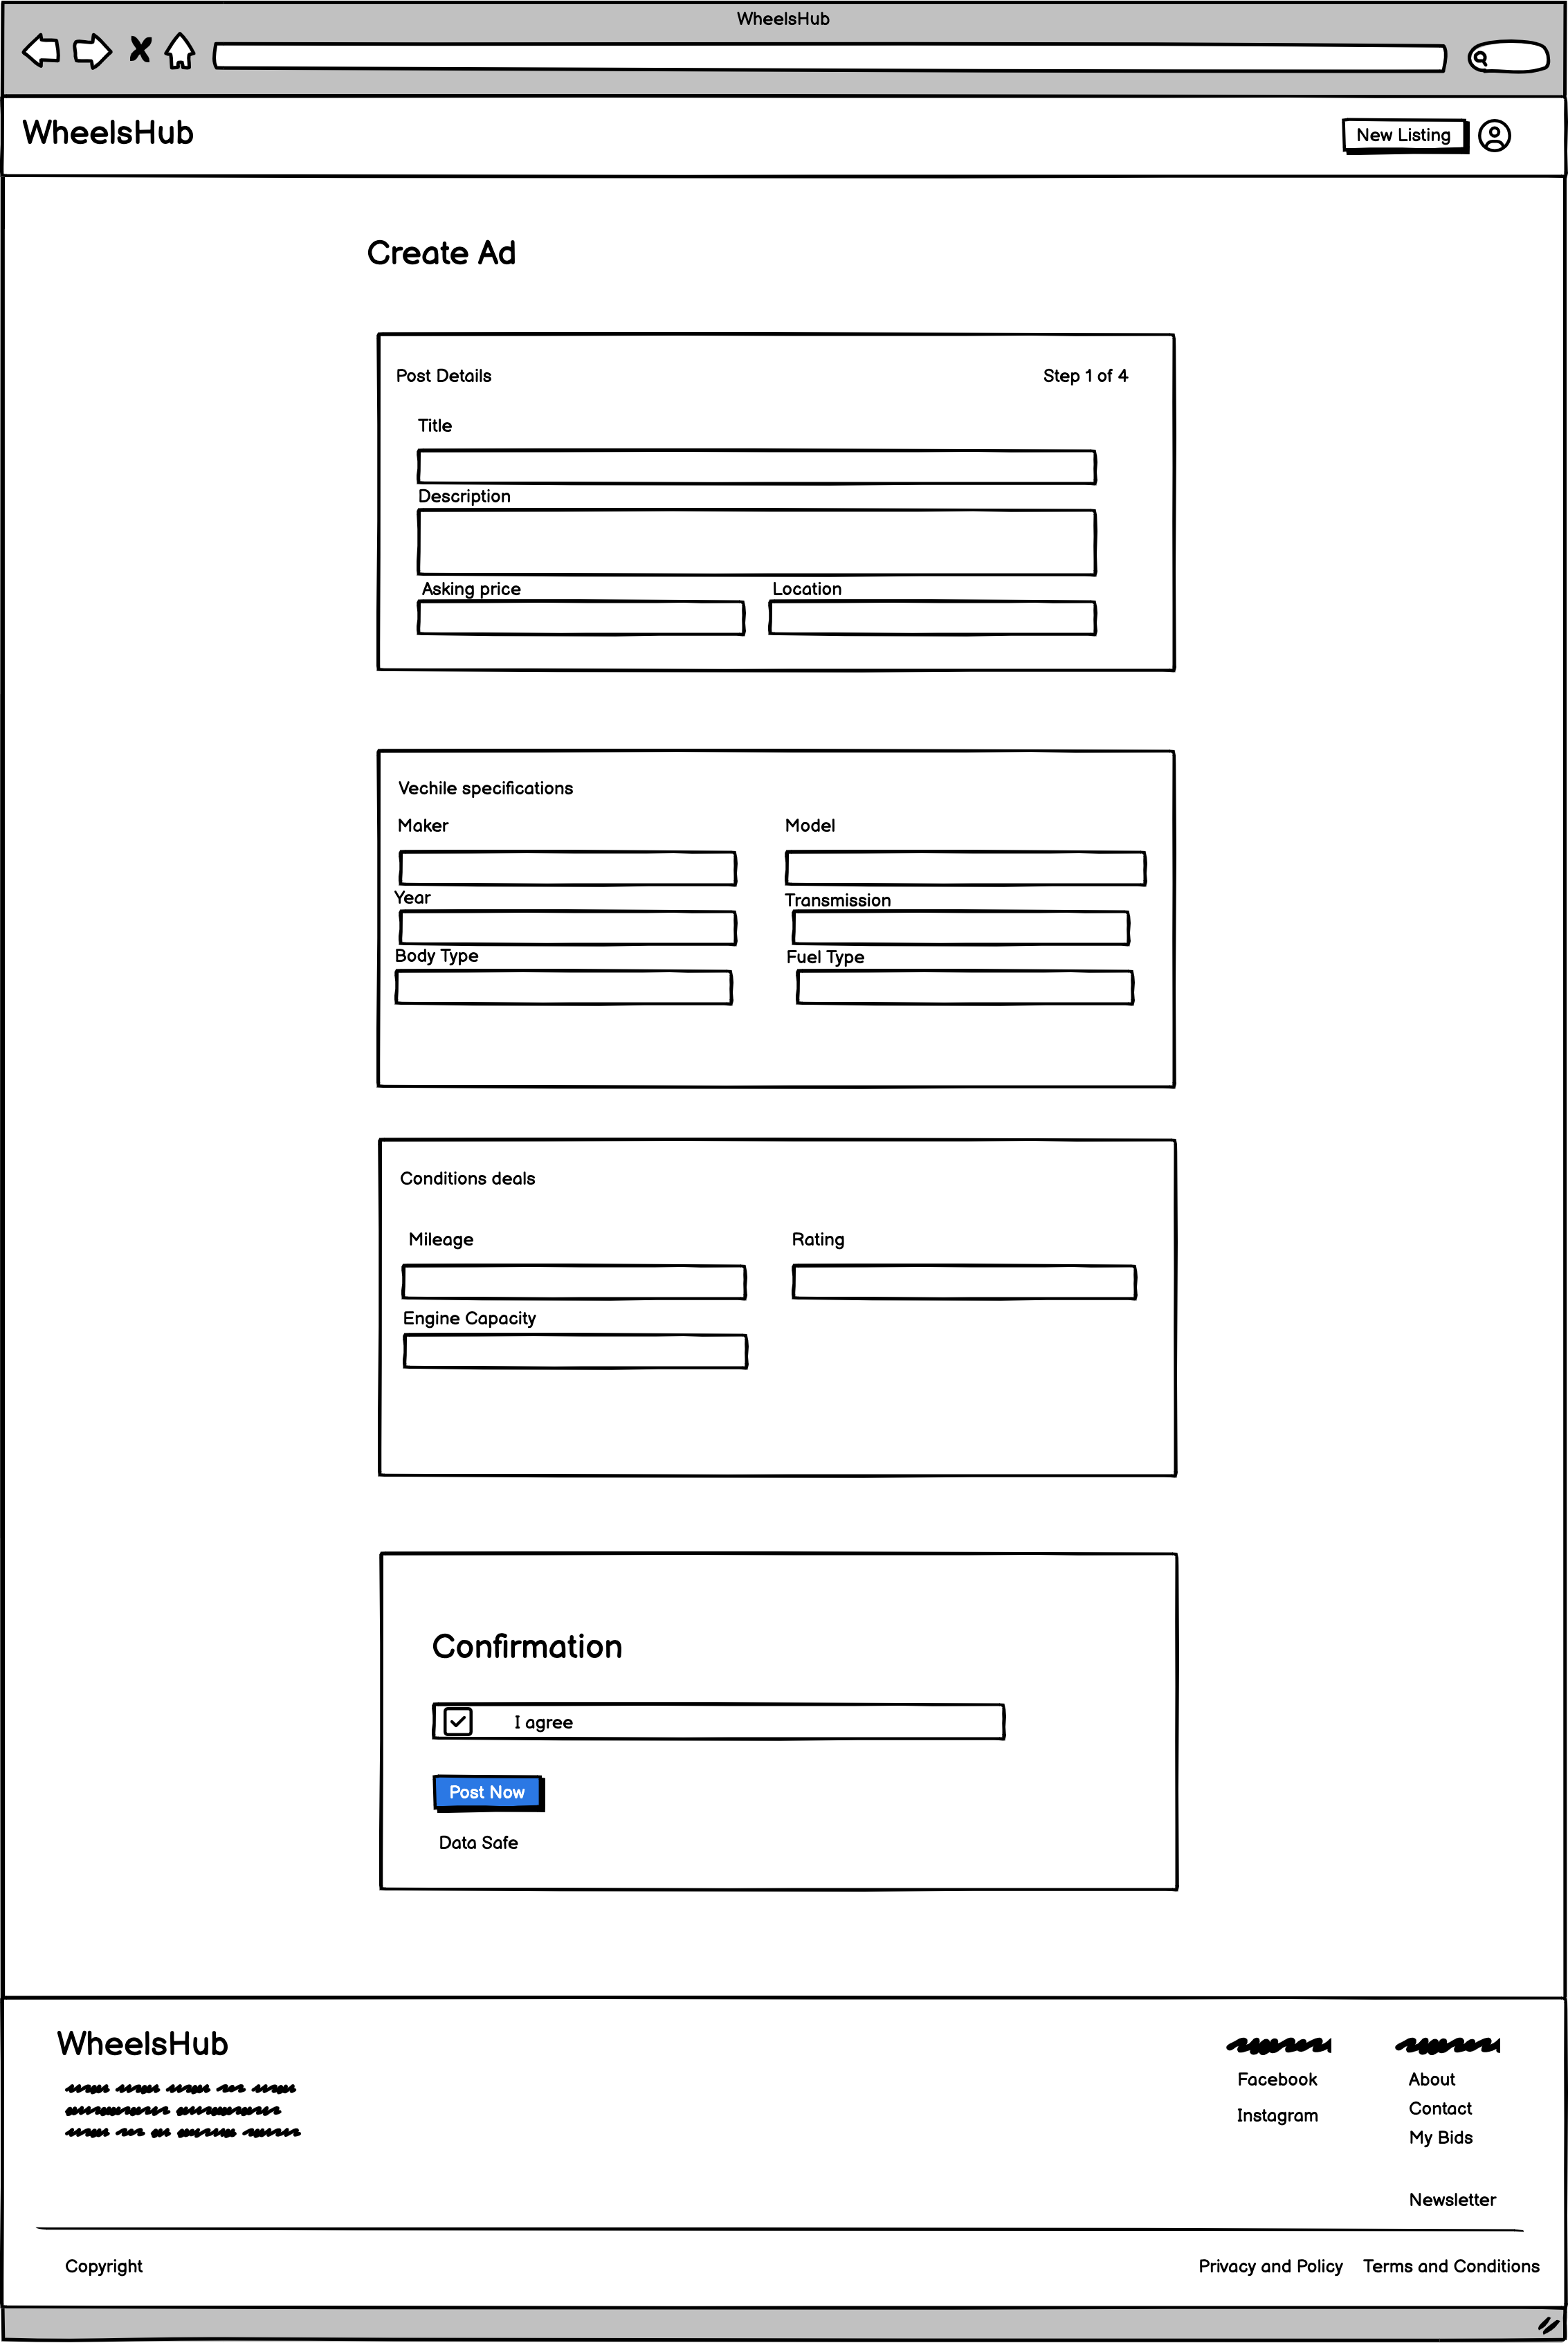 WheelsHub
WheelsHub
New Listing
Create Ad
Post Details
Step 1 of 4
Title
Description
Asking price
Location
Vechile specifications
Maker
Model
Year
Transmission
Body Type
Fuel Type
Conditions deals
Mileage
Rating
Engine Capacity
Confirmation
I agree
Post Now
Data Safe
WheelsHub
Facebook
Instagram
About
Contact
My Bids
Newsletter
Copyright
Privacy and Policy
Terms and Conditions